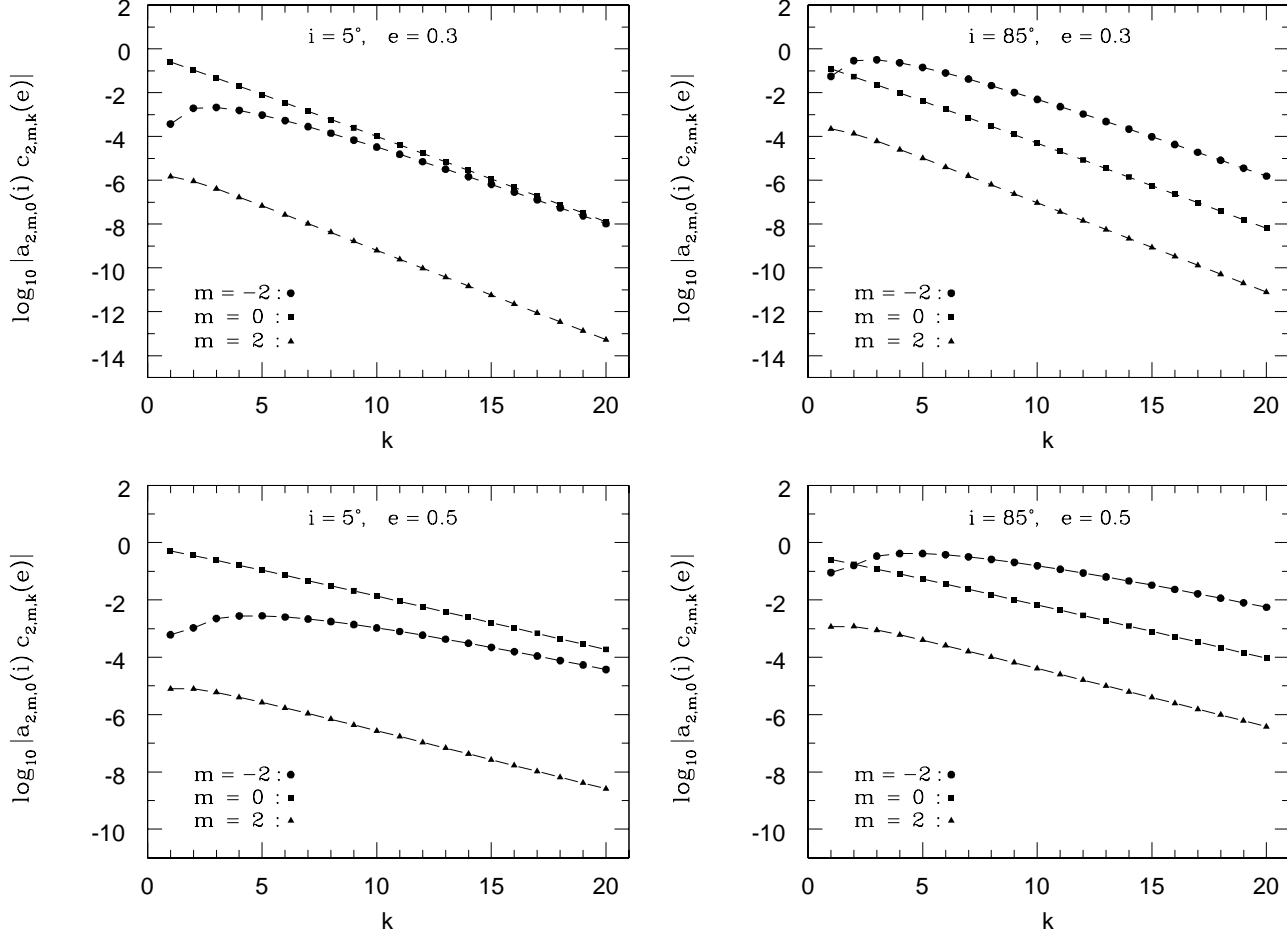 i = 5°, e = 0.3
log₁₀ |a₂,ₘ,₀(i) c₂,ₘ,ₖ(e)|
2
0
-2
-4
-6
-8
-10
-12
-14
m = −2 : ●
m = 0 : ■
m = 2 : ▲
0 5 10 15 20
k
i = 85°, e = 0.3
log₁₀ |a₂,ₘ,₀(i) c₂,ₘ,ₖ(e)|
2
0
-2
-4
-6
-8
-10
-12
-14
m = −2 : ●
m = 0 : ■
m = 2 : ▲
0 5 10 15 20
k
i = 5°, e = 0.5
log₁₀ |a₂,ₘ,₀(i) c₂,ₘ,ₖ(e)|
2
0
-2
-4
-6
-8
-10
m = −2 : ●
m = 0 : ■
m = 2 : ▲
0 5 10 15 20
k
i = 85°, e = 0.5
log₁₀ |a₂,ₘ,₀(i) c₂,ₘ,ₖ(e)|
2
0
-2
-4
-6
-8
-10
m = −2 : ●
m = 0 : ■
m = 2 : ▲
0 5 10 15 20
k